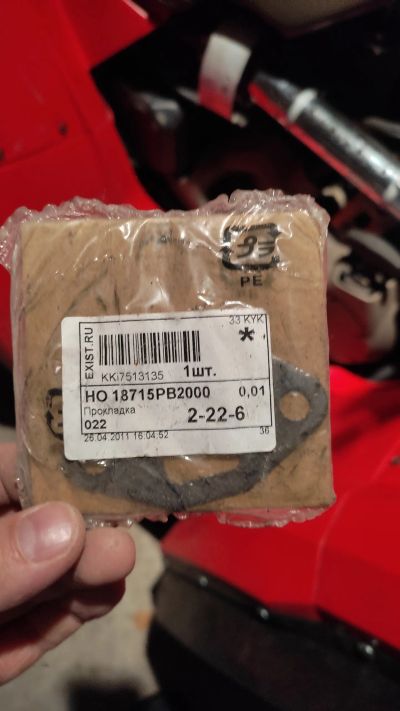 PE
EXIST.RU
33 KYK
*
KKi7513135
1шт.
HO 18715PB2000 0,01
Прокладка
2-22-6
022
26.04.2011 16:04:52 36